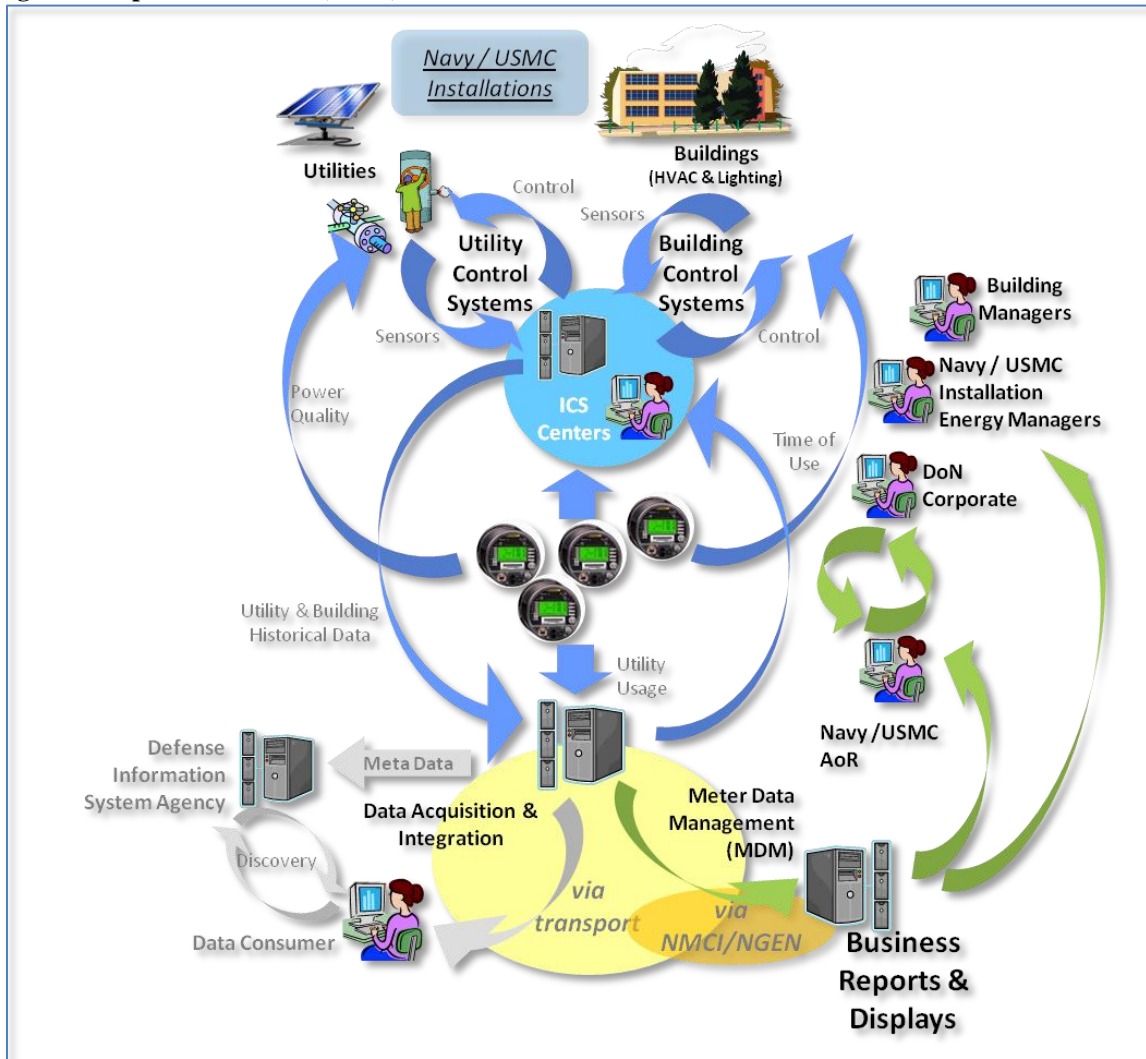 Navy / USMC
Installations
Utilities
Buildings
(HVAC & Lighting)
Control
Sensors
Utility
Control
Systems
Building
Control
Systems
Sensors
Control
Building
Managers
Navy / USMC
Installation
Energy Managers
ICS
Centers
Power
Quality
Time of
Use
DoN
Corporate
Utility & Building
Historical Data
Utility
Usage
Navy /USMC
AoR
Defense
Information
System Agency
Meta Data
Data Acquisition &
Integration
Meter Data
Management
(MDM)
Discovery
via
transport
via
NMCI/NGEN
Data Consumer
Business
Reports &
Displays